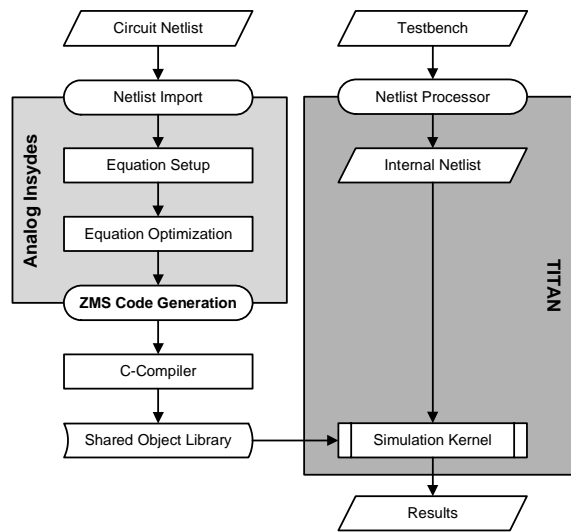 Circuit Netlist
Testbench
Netlist Import
Netlist Processor
Analog Insydes
Equation Setup
Internal Netlist
Equation Optimization
TITAN
ZMS Code Generation
C-Compiler
Shared Object Library
Simulation Kernel
Results